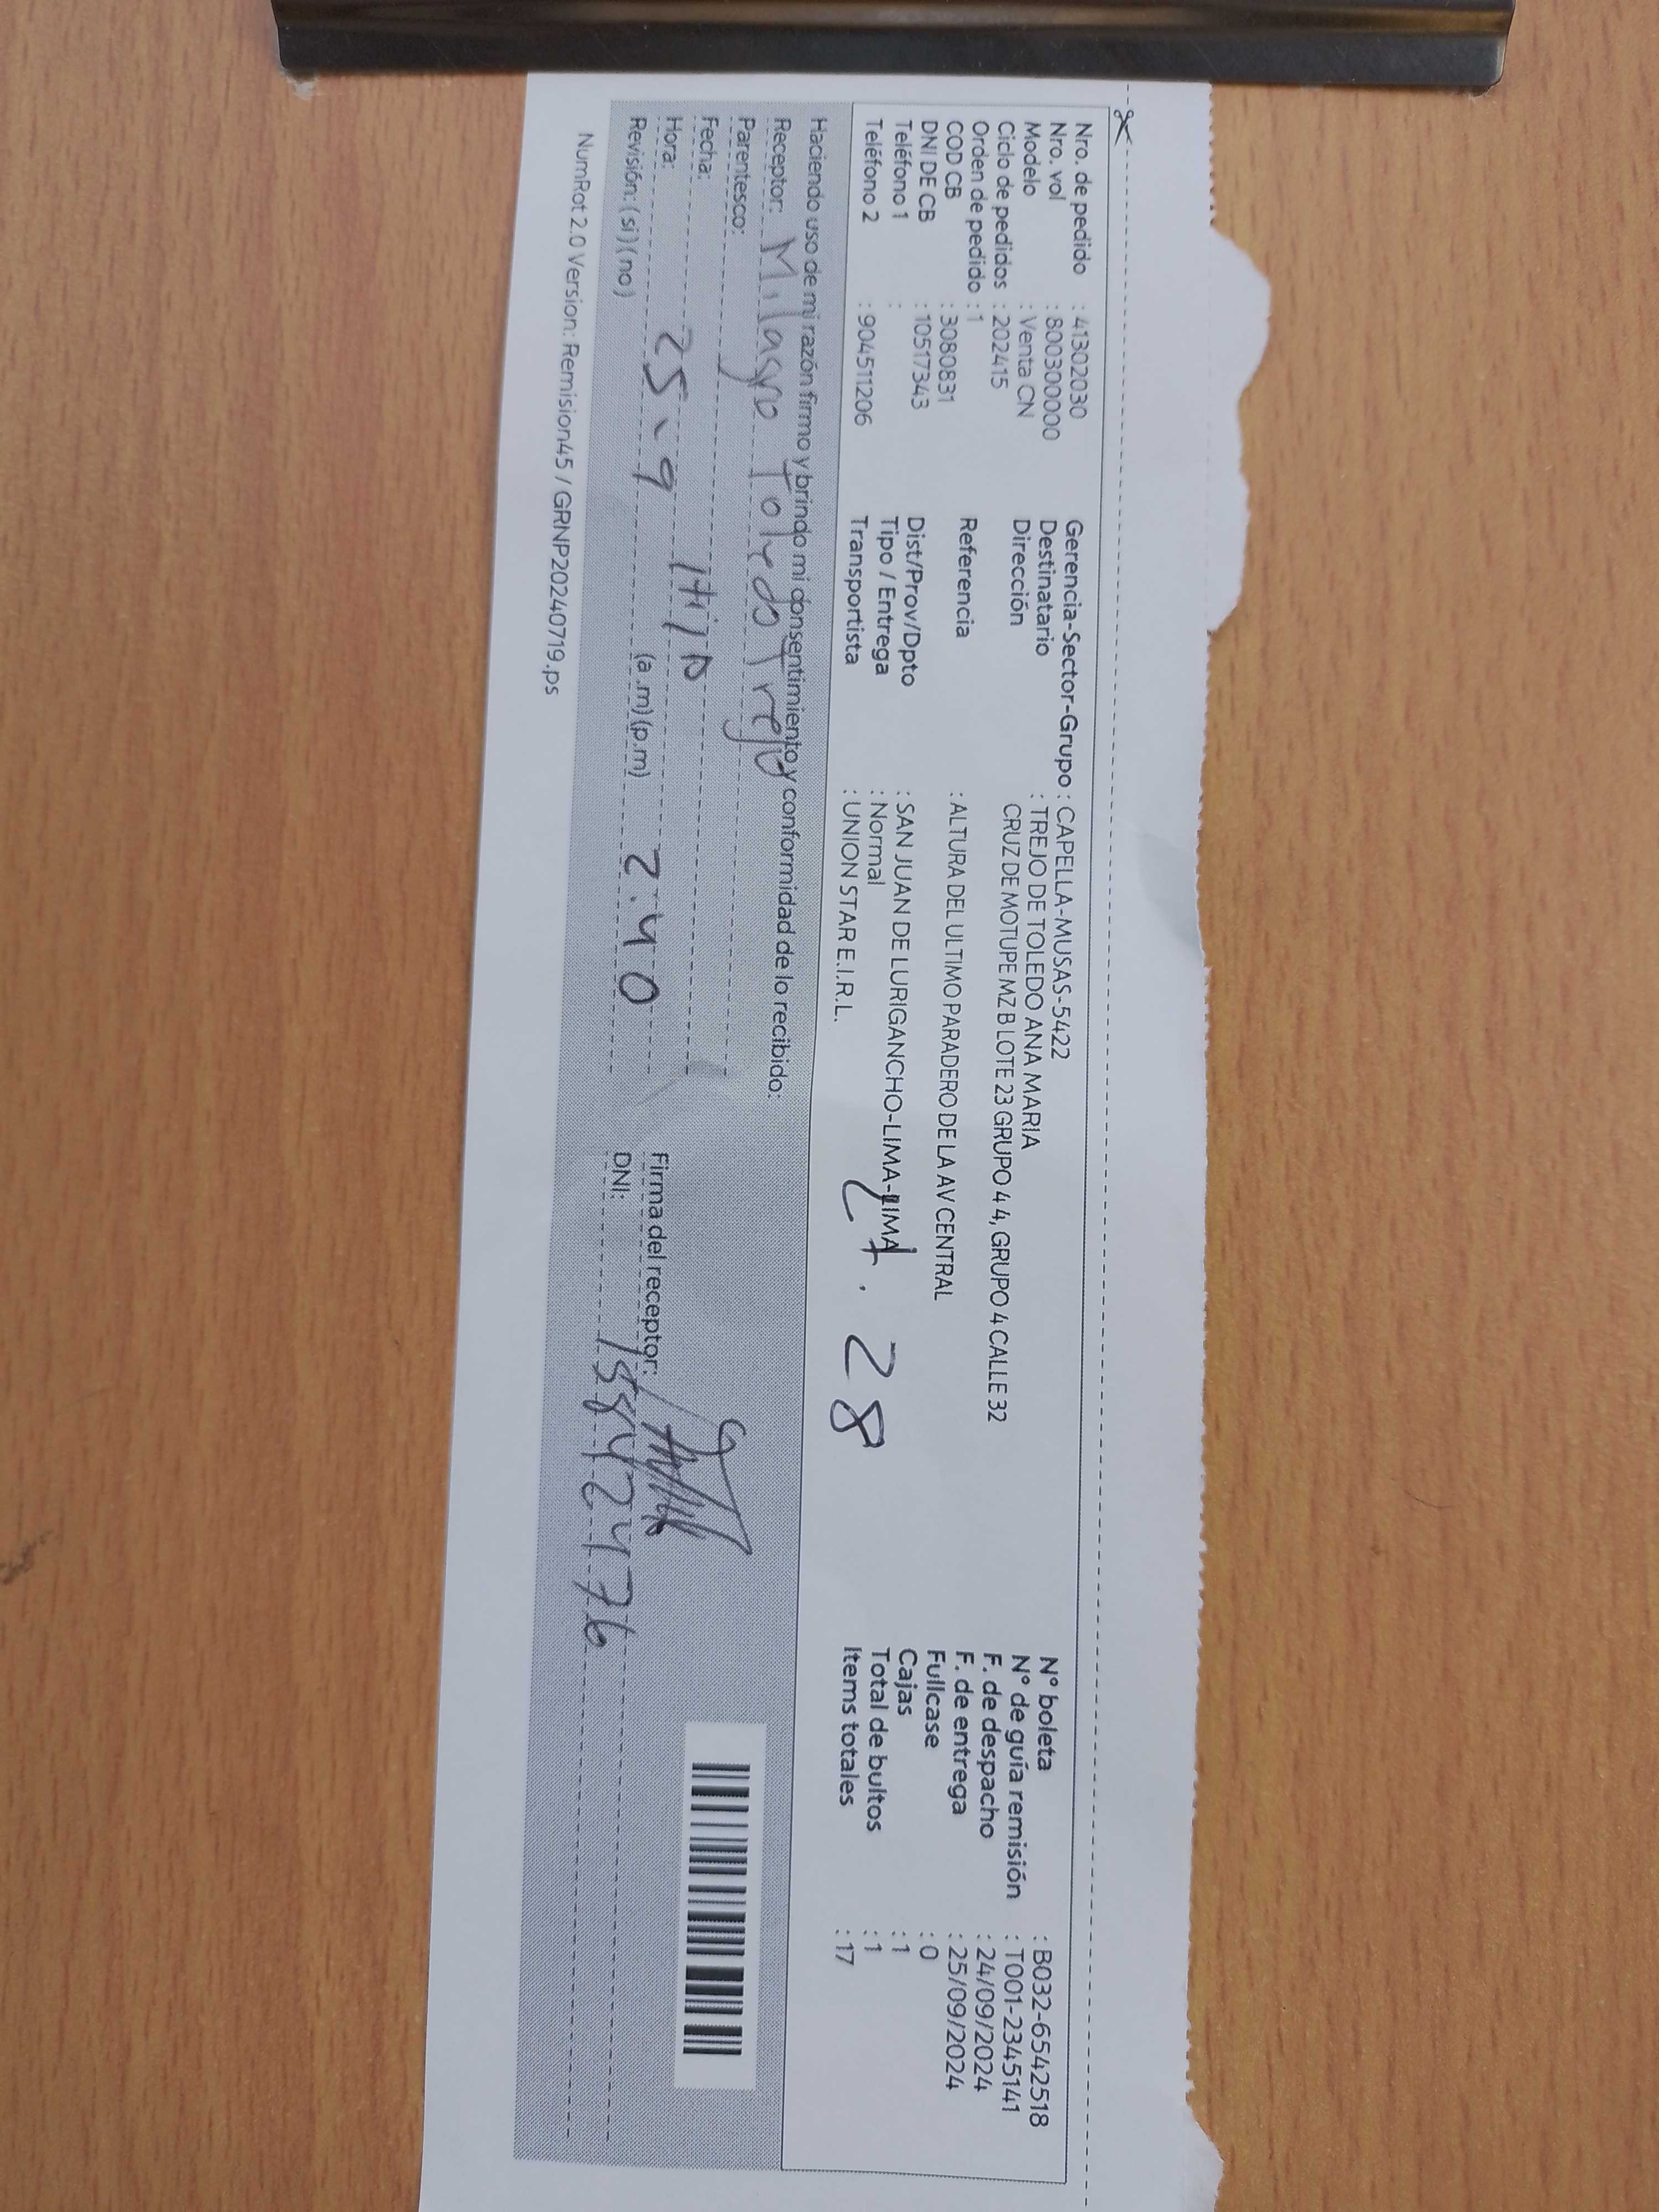 Nro. de pedido : 41302030
Nro. vol : 800300000
Modelo : Venta CN
Ciclo de pedidos : 202415
Orden de pedido : 1
COD CB : 3080831
DNI DE CB : 10517343
Teléfono 1 :
Teléfono 2 : 904511206
Gerencia-Sector-Grupo : CAPELLA-MUSAS-5422
Destinatario : TREJO DE TOLEDO ANA MARIA
Dirección CRUZ DE MOTUPE MZ B LOTE 23 GRUPO 4 4, GRUPO 4 CALLE 32
Referencia : ALTURA DEL ULTIMO PARADERO DE LA AV CENTRAL
Dist/Prov/Dpto : SAN JUAN DE LURIGANCHO-LIMA-LIMA
Tipo / Entrega : Normal
Transportista : UNION STAR E.I.R.L.
28
N° boleta : B032-6542518
N° de guía remisión : T001-2345141
F. de despacho : 24/09/2024
F. de entrega : 25/09/2024
Fullcase : 0
Cajas : 1
Total de bultos : 1
Items totales : 17
Haciendo uso de mi razón firmo y brindo mi consentimiento y conformidad de lo recibido:
Receptor: Milagro Toledo Trejo
Parentesco:
Fecha: 25 - 9
Hora: (a.m) (p.m) 2:40
Revisión: (si) (no)
Firma del receptor:
DNI:
NumRot 2.0 Version: Remision45 / GRNP20240719.ps